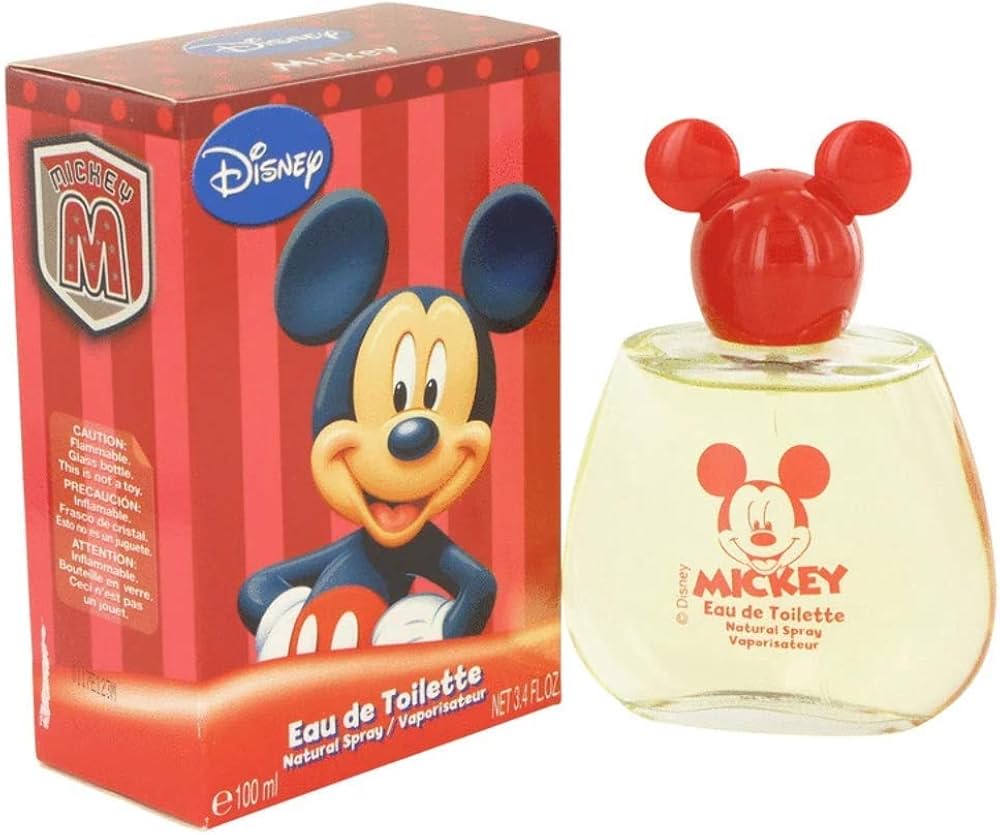 Disney
Mickey
Disney
MICKEY
M
CAUTION:
Flammable.
Glass bottle.
This is not a toy.
PRECAUCIÓN:
Inflamable.
Frasco de cristal.
Esto no es un juguete.
ATTENTION:
Inflammable.
Bouteille en verre.
Ceci n'est pas
un jouet.
Eau de Toilette
Natural Spray / Vaporisateur
NET 3.4 FL.OZ
e 100 ml
© Disney
MICKEY
Eau de Toilette
Natural Spray
Vaporisateur